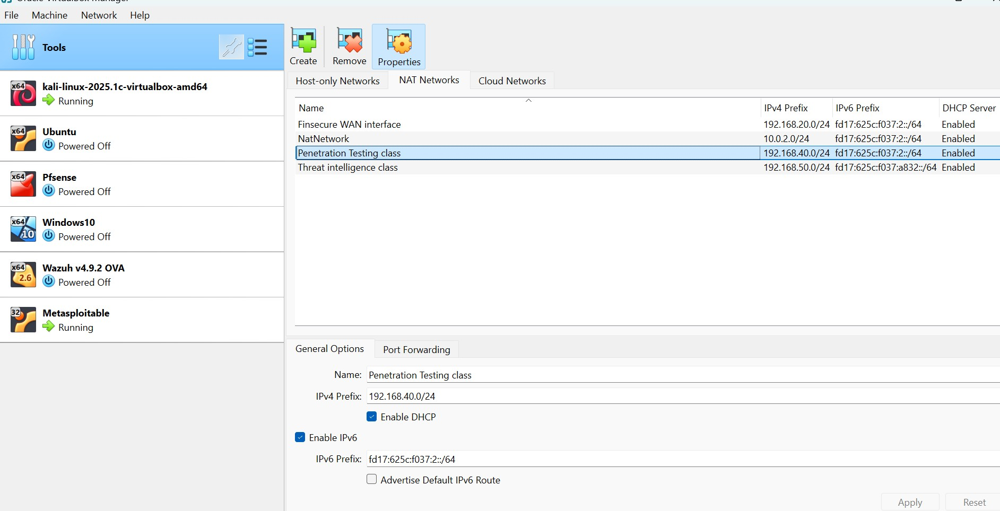 Oracle VirtualBox Manager
File Machine Network Help
Tools
Create Remove Properties
Host-only Networks NAT Networks Cloud Networks
x64 kali-linux-2025.1c-virtualbox-amd64
Running
x64 Ubuntu
Powered Off
x64 Pfsense
Powered Off
x64 10 Windows10
Powered Off
x64 2.6 Wazuh v4.9.2 OVA
Powered Off
32 Metasploitable
Running
Name IPv4 Prefix IPv6 Prefix DHCP Server
Finsecure WAN interface 192.168.20.0/24 fd17:625c:f037:2::/64 Enabled
NatNetwork 10.0.2.0/24 fd17:625c:f037:2::/64 Enabled
Penetration Testing class 192.168.40.0/24 fd17:625c:f037:2::/64 Enabled
Threat intelligence class 192.168.50.0/24 fd17:625c:f037:a832::/64 Enabled
General Options Port Forwarding
Name: Penetration Testing class
IPv4 Prefix: 192.168.40.0/24
Enable DHCP
Enable IPv6
IPv6 Prefix: fd17:625c:f037:2::/64
Advertise Default IPv6 Route
Apply Reset